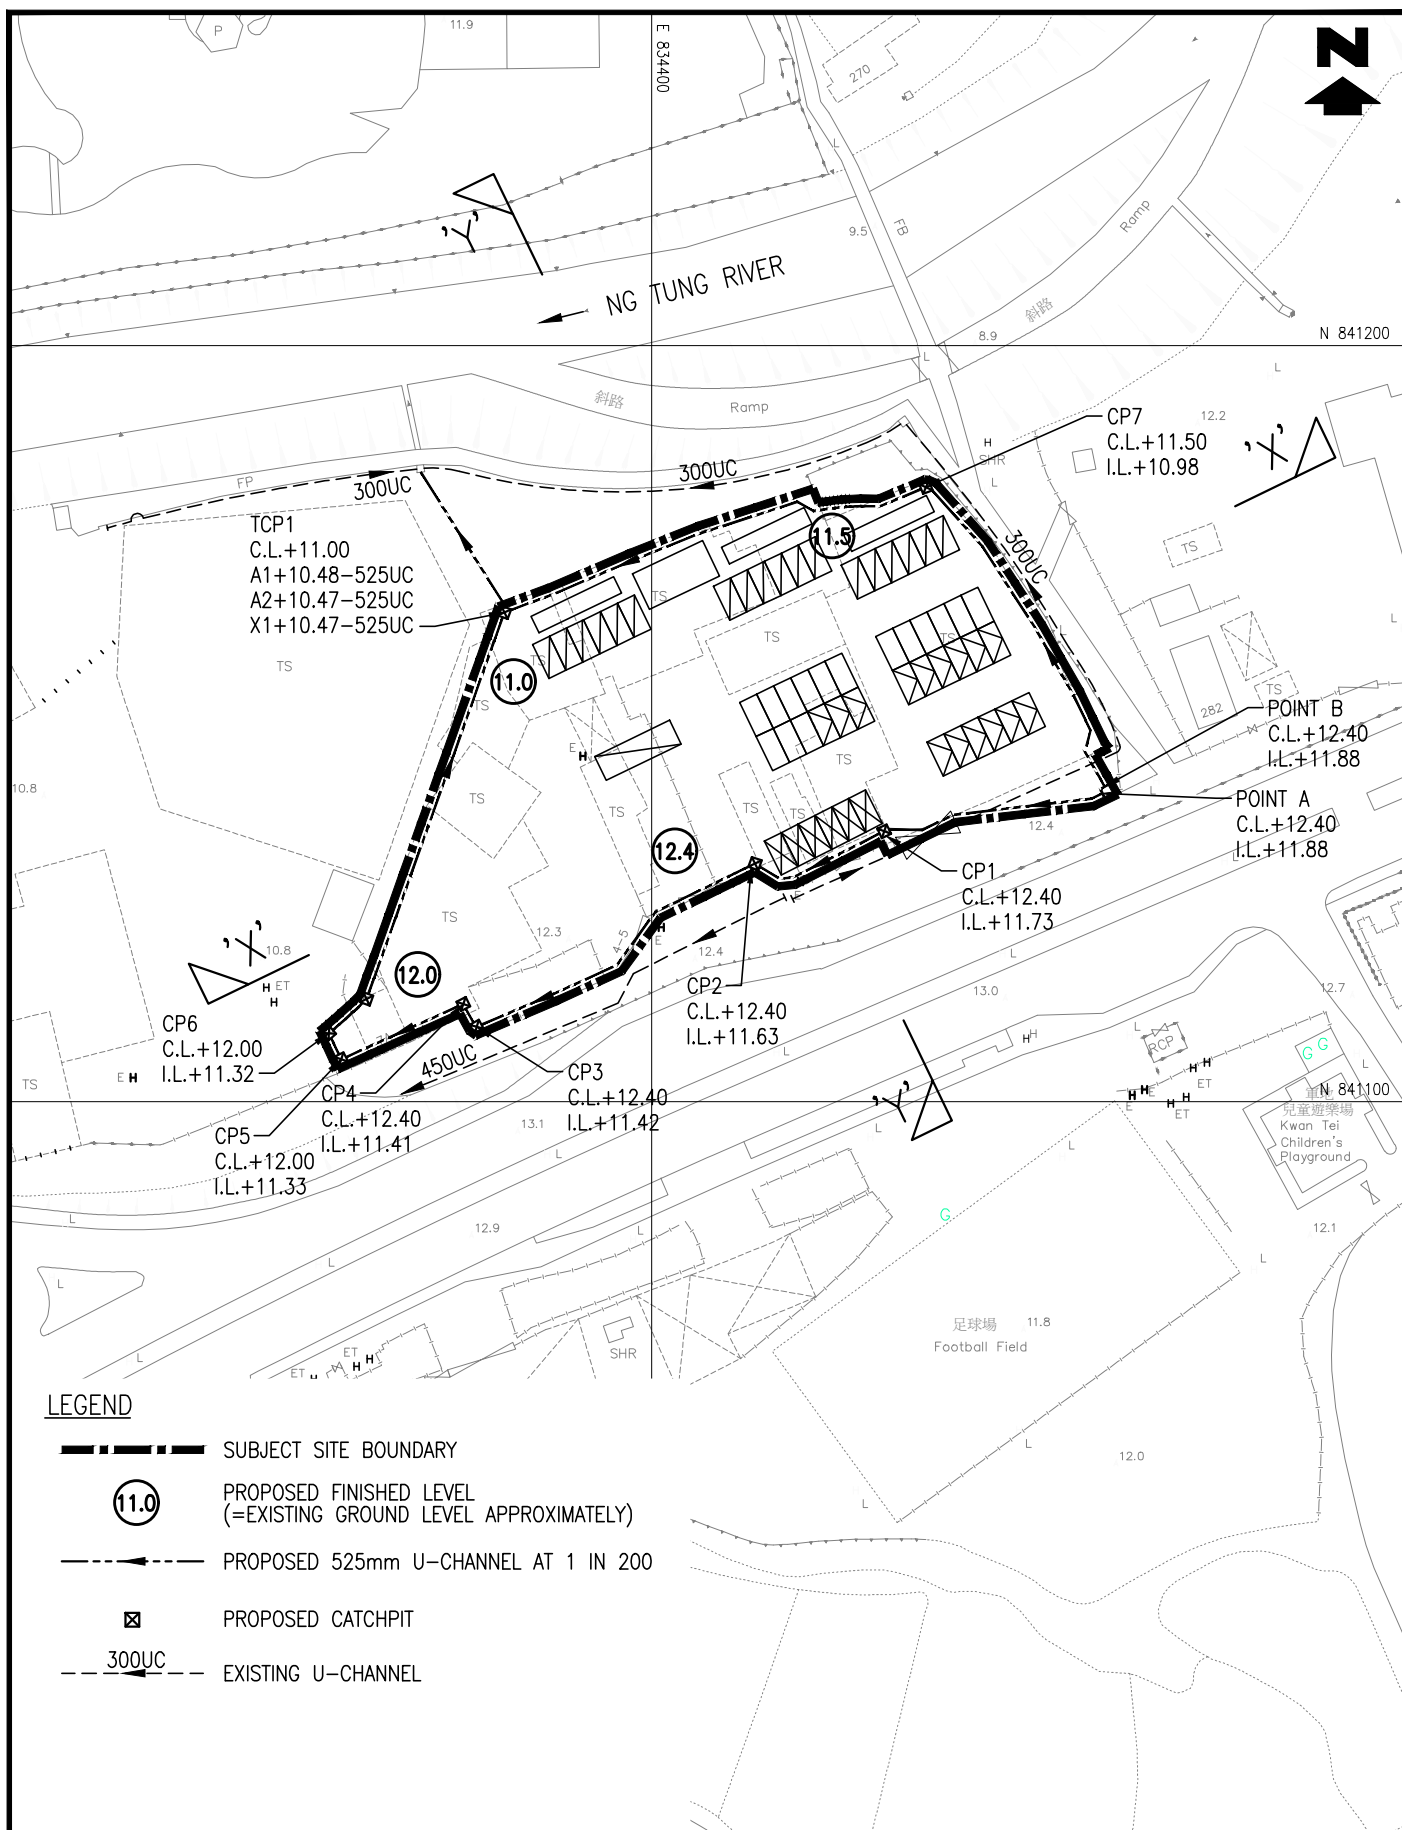 P
11.9
E 834400
270
N
'Y'
9.5
FB
Ramp
NG TUNG RIVER
斜路
8.9
N 841200
L
L
L
斜路
Ramp
CP7
C.L.+11.50
I.L.+10.98
12.2
'X'
H
SHR
L
FP
300UC
300UC
300UC
TCP1
C.L.+11.00
A1+10.48-525UC
A2+10.47-525UC
X1+10.47-525UC
11.5
TS
TS
TS
TS
TS
TS
L
11.0
TS
TS
282
POINT B
C.L.+12.40
I.L.+11.88
E H
TS
10.8
TS
TS
TS
TS
L
POINT A
C.L.+12.40
I.L.+11.88
12.4
12.4
L
CP1
C.L.+12.40
I.L.+11.73
E
TS
12.3
4-5
H
E
12.4
'X'
10.8
H ET
H
12.0
L
CP2
C.L.+12.40
I.L.+11.63
13.0
12.7
CP6
C.L.+12.00
I.L.+11.32
L
H
H
L
RCP
G
G
L
TS
E H
450UC
CP3
C.L.+12.40
I.L.+11.42
CP4
C.L.+12.40
I.L.+11.41
'Y'
L
H H
ET
H H
E
E
H H
ET
N 841100
兒童遊樂場
Kwan Tei
Children's
Playground
CP5
C.L.+12.00
I.L.+11.33
13.1
L
L
L
12.9
L
G
12.1
L
L
L
足球場
11.8
Football Field
SHR
L
ET
H H
ET
H
LEGEND
SUBJECT SITE BOUNDARY
11.0
PROPOSED FINISHED LEVEL
(=EXISTING GROUND LEVEL APPROXIMATELY)
PROPOSED 525mm U-CHANNEL AT 1 IN 200
PROPOSED CATCHPIT
300UC
EXISTING U-CHANNEL
L
12.0
L